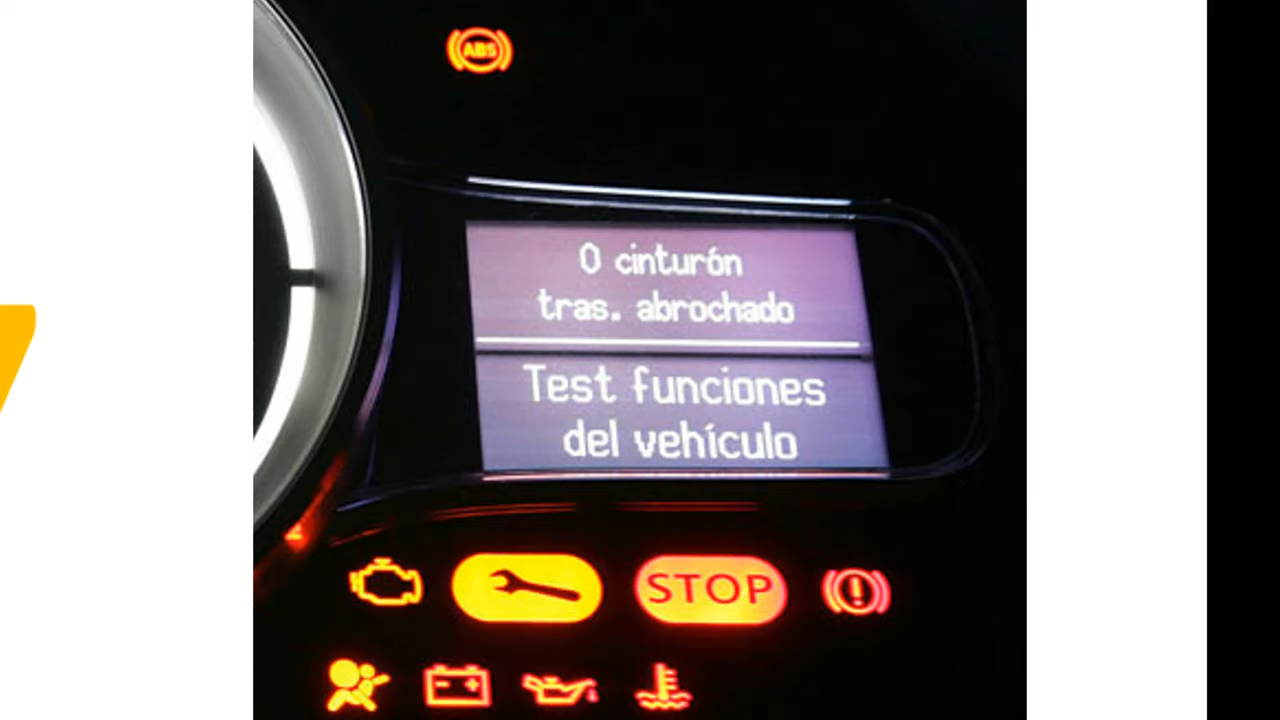 ABS
0 cinturón
tras. abrochado
Test funciones
del vehículo
STOP